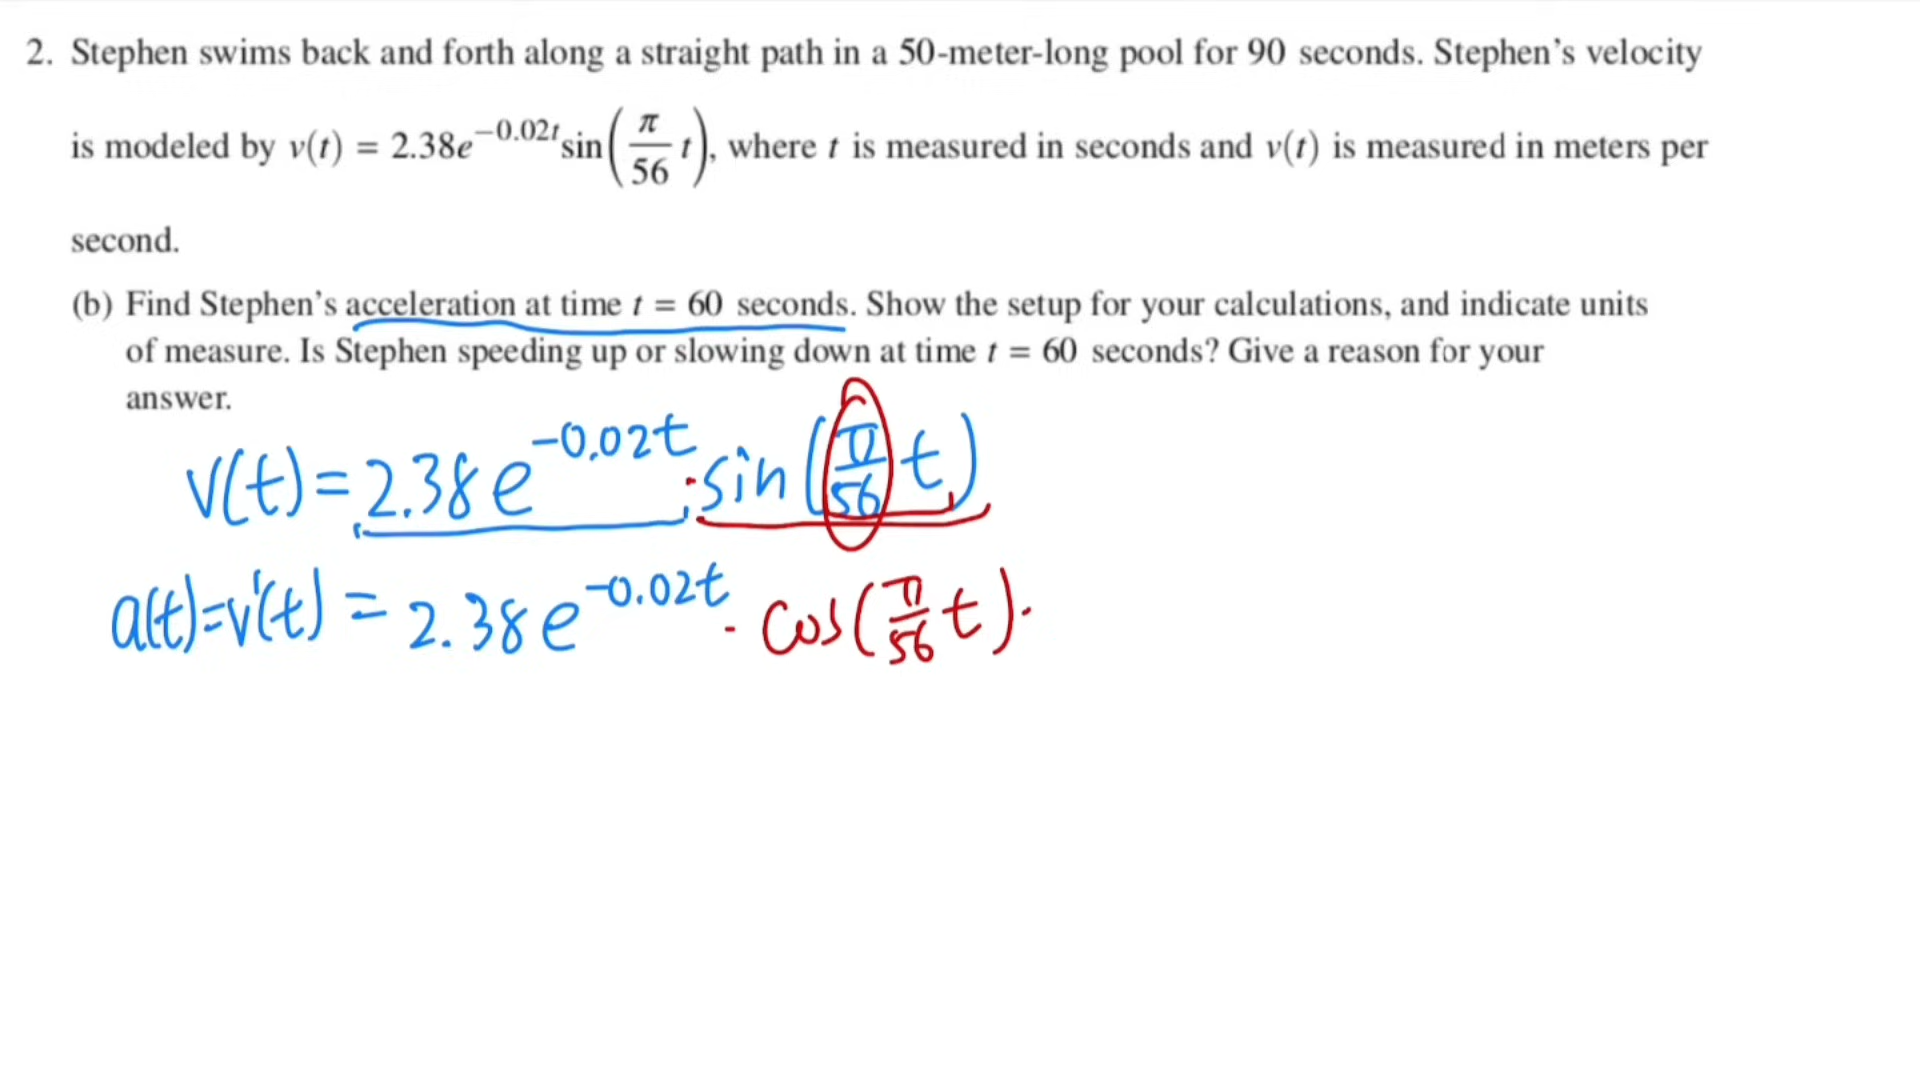 2. Stephen swims back and forth along a straight path in a 50-meter-long pool for 90 seconds. Stephen’s velocity
is modeled by v(t) = 2.38e^{−0.02t} sin(π/56 t), where t is measured in seconds and v(t) is measured in meters per
second.
(b) Find Stephen’s acceleration at time t = 60 seconds. Show the setup for your calculations, and indicate units
of measure. Is Stephen speeding up or slowing down at time t = 60 seconds? Give a reason for your
answer.
v(t) = 2.38e^{−0.02t} · sin(π/56 t)
a(t) = v'(t) = 2.38e^{−0.02t} · cos(π/56 t) ·